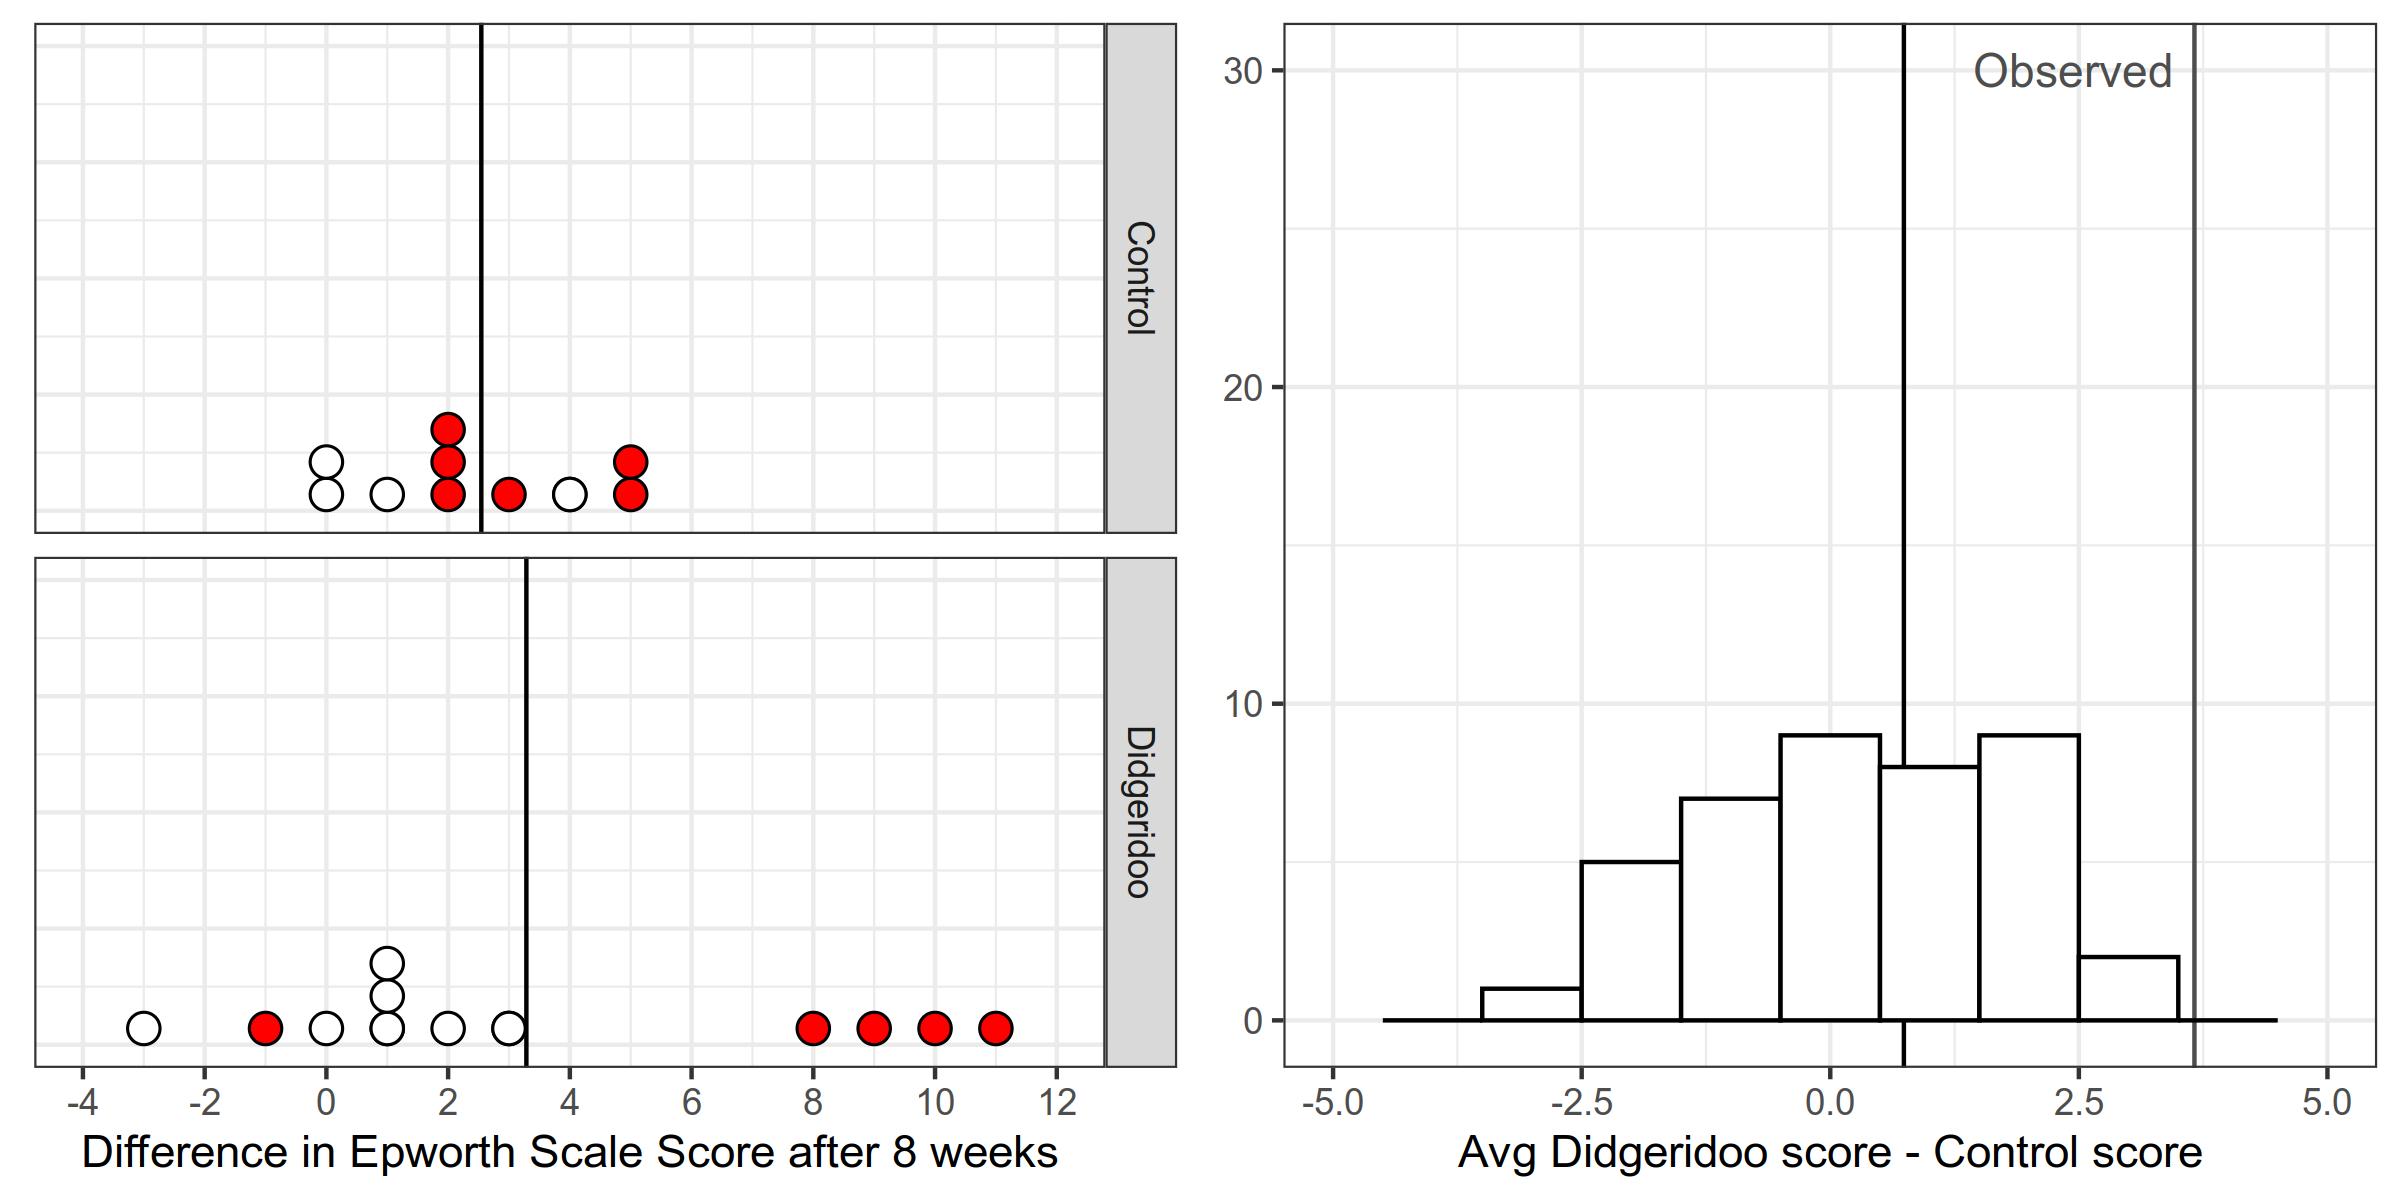 Control
Didgeridoo
-4 -2 0 2 4 6 8 10 12
Difference in Epworth Scale Score after 8 weeks
Observed
30
20
10
0
-5.0 -2.5 0.0 2.5 5.0
Avg Didgeridoo score - Control score